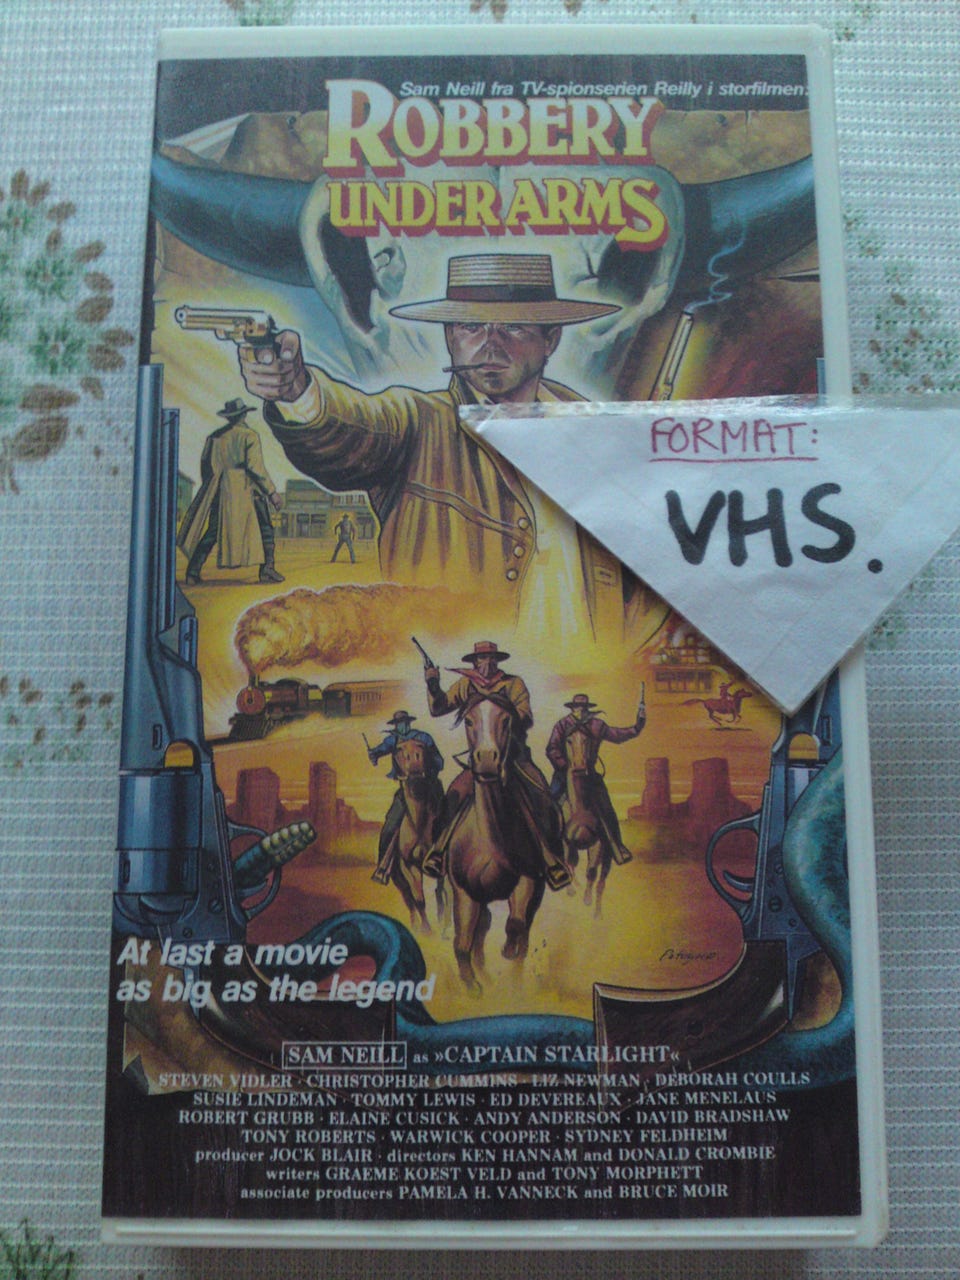 Sam Neill fra TV-spionserien Reilly i storfilmen:
ROBBERY
UNDER ARMS
FORMAT:
VHS.
At last a movie
as big as the legend
SAM NEILL as »CAPTAIN STARLIGHT«
STEVEN VIDLER · CHRISTOPHER CUMMINS · LIZ NEWMAN · DEBORAH COULLS
SUSIE LINDEMAN · TOMMY LEWIS · ED DEVEREAUX · JANE MENELAUS
ROBERT GRUBB · ELAINE CUSICK · ANDY ANDERSON · DAVID BRADSHAW
TONY ROBERTS · WARWICK COOPER · SYDNEY FELDHEIM
producer JOCK BLAIR · directors KEN HANNAM and DONALD CROMBIE
writers GRAEME KOEST VELD and TONY MORPHETT
associate producers PAMELA H. VANNECK and BRUCE MOIR